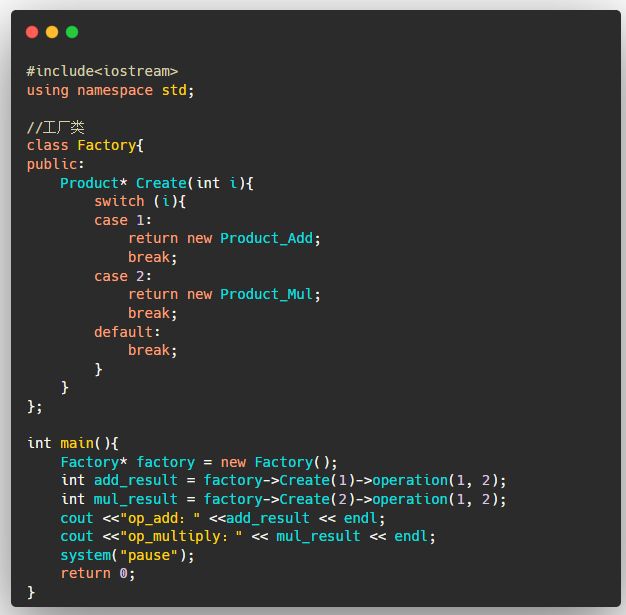 #include<iostream>
using namespace std;
//工厂类
class Factory{
public:
    Product* Create(int i){
        switch (i){
        case 1:
            return new Product_Add;
            break;
        case 2:
            return new Product_Mul;
            break;
        default:
            break;
        }
    }
};
int main(){
    Factory* factory = new Factory();
    int add_result = factory->Create(1)->operation(1, 2);
    int mul_result = factory->Create(2)->operation(1, 2);
    cout <<"op_add：" <<add_result << endl;
    cout <<"op_multiply：" << mul_result << endl;
    system("pause");
    return 0;
}